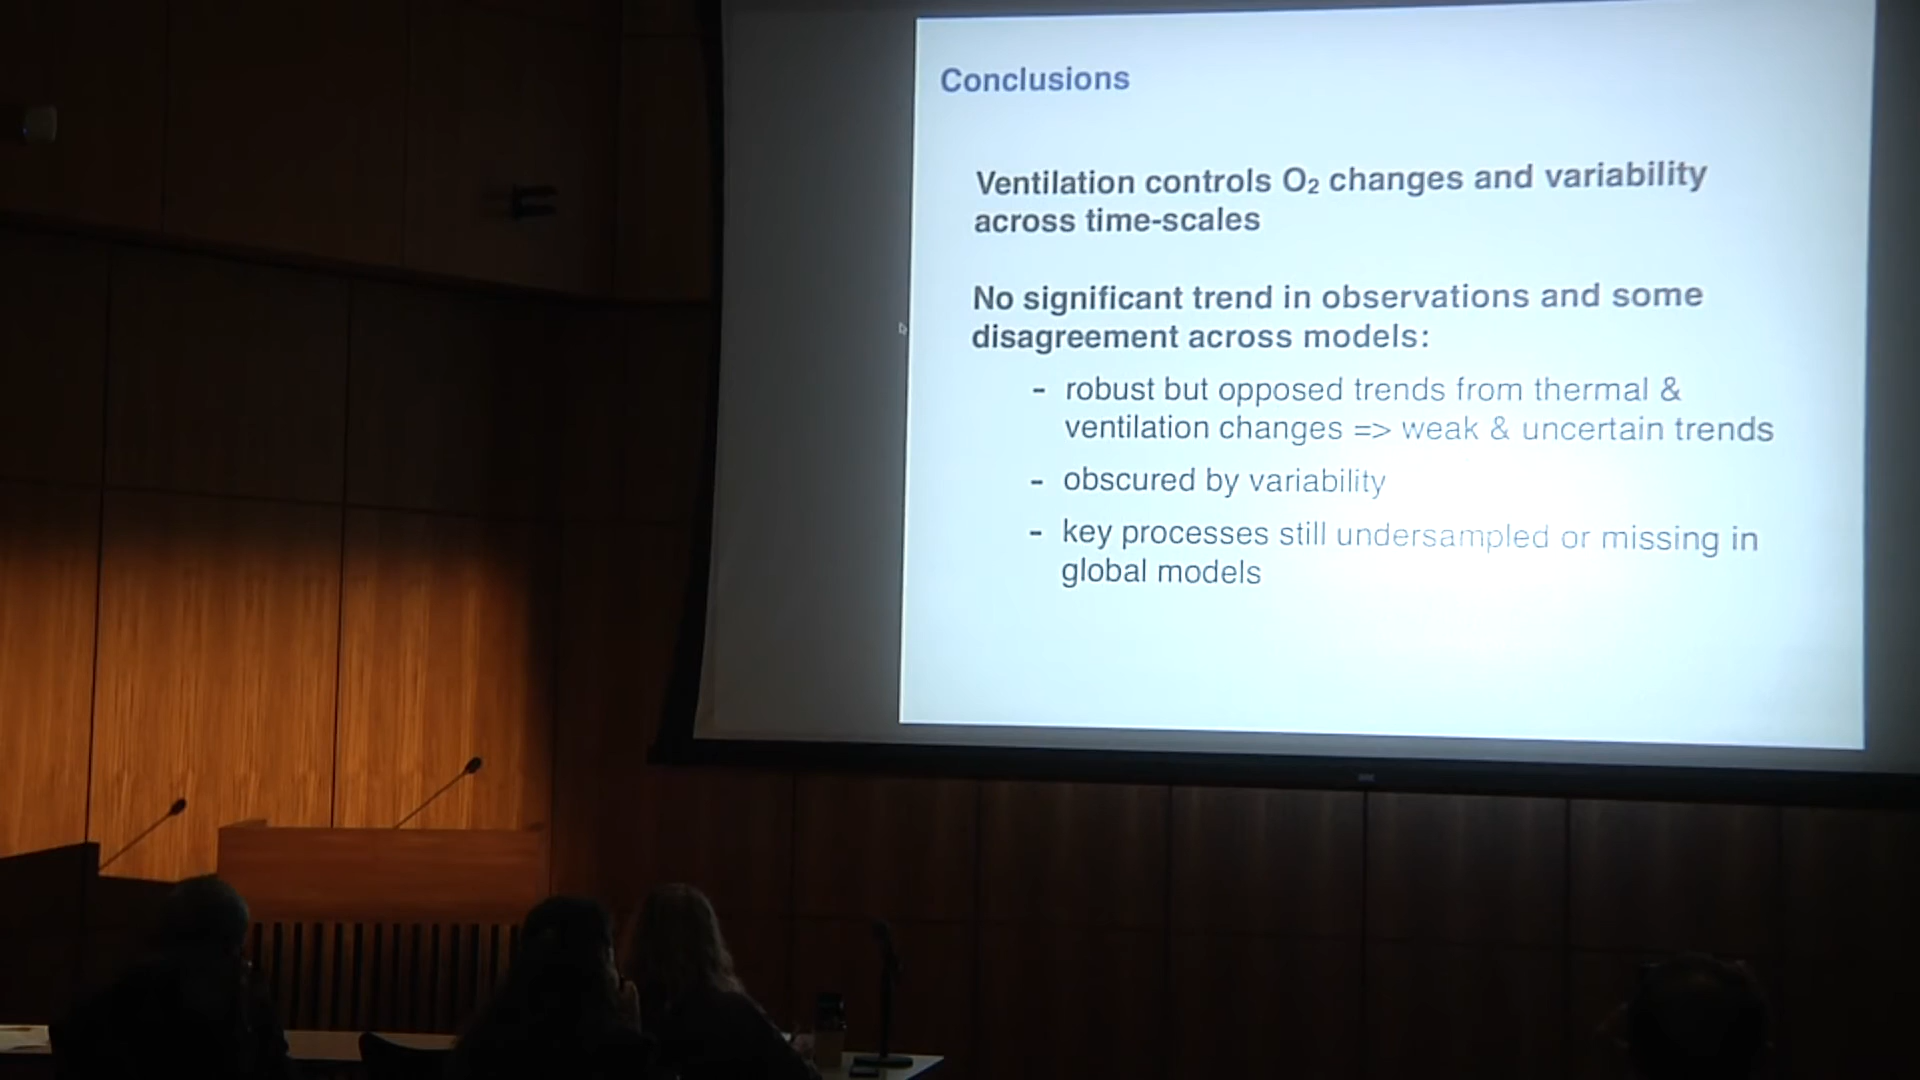 Conclusions
Ventilation controls O₂ changes and variability
across time-scales
No significant trend in observations and some
disagreement across models:
- robust but opposed trends from thermal &
ventilation changes => weak & uncertain trends
- obscured by variability
- key processes still undersampled or missing in
global models